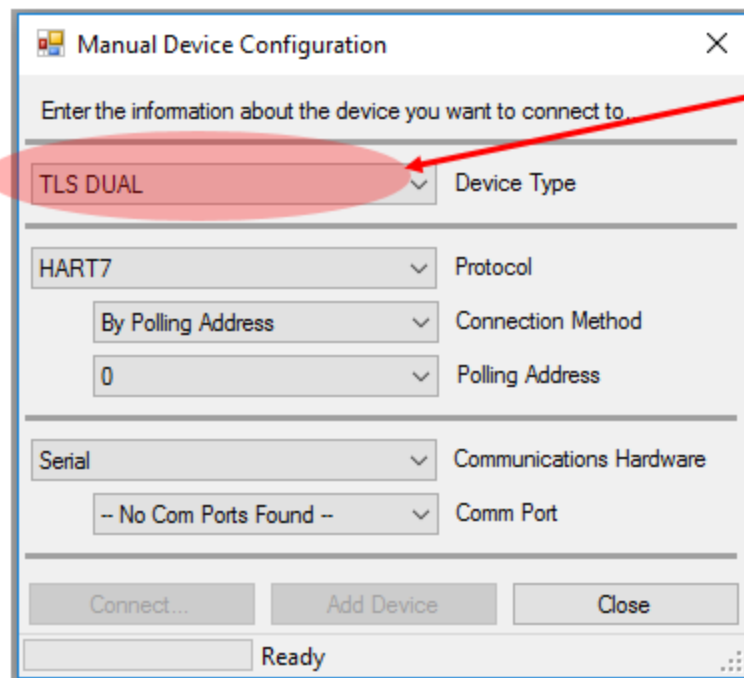 Manual Device Configuration
Enter the information about the device you want to connect to...
TLS DUAL Device Type
HART7 Protocol
By Polling Address Connection Method
0 Polling Address
Serial Communications Hardware
-- No Com Ports Found -- Comm Port
Connect... Add Device Close
Ready